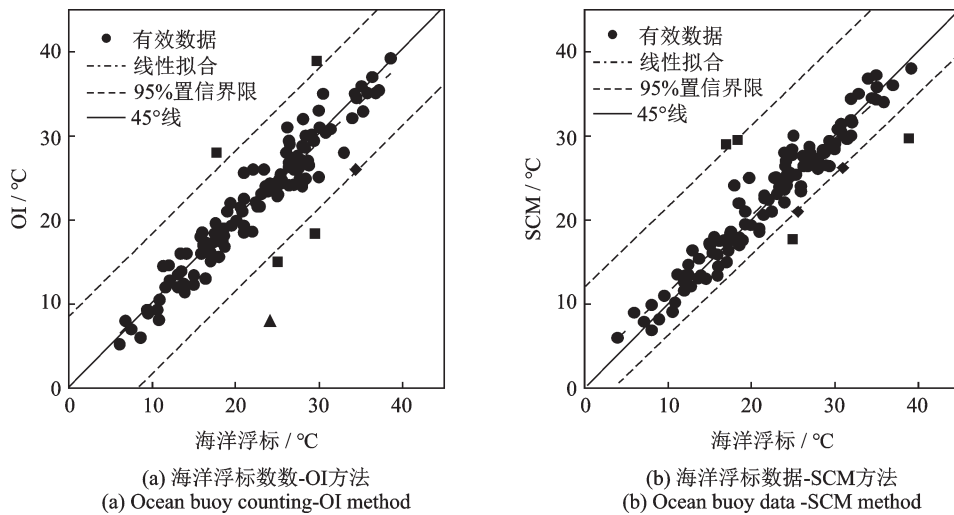 40
30
20
10
0
OI / °C
有效数据
线性拟合
95%置信界限
45°线
0
10
20
30
40
海洋浮标 / °C
(a) 海洋浮标数数-OI方法
(a) Ocean buoy counting-OI method
40
30
20
10
0
SCM / °C
有效数据
线性拟合
95%置信界限
45°线
0
10
20
30
40
海洋浮标 / °C
(b) 海洋浮标数据-SCM方法
(b) Ocean buoy data -SCM method